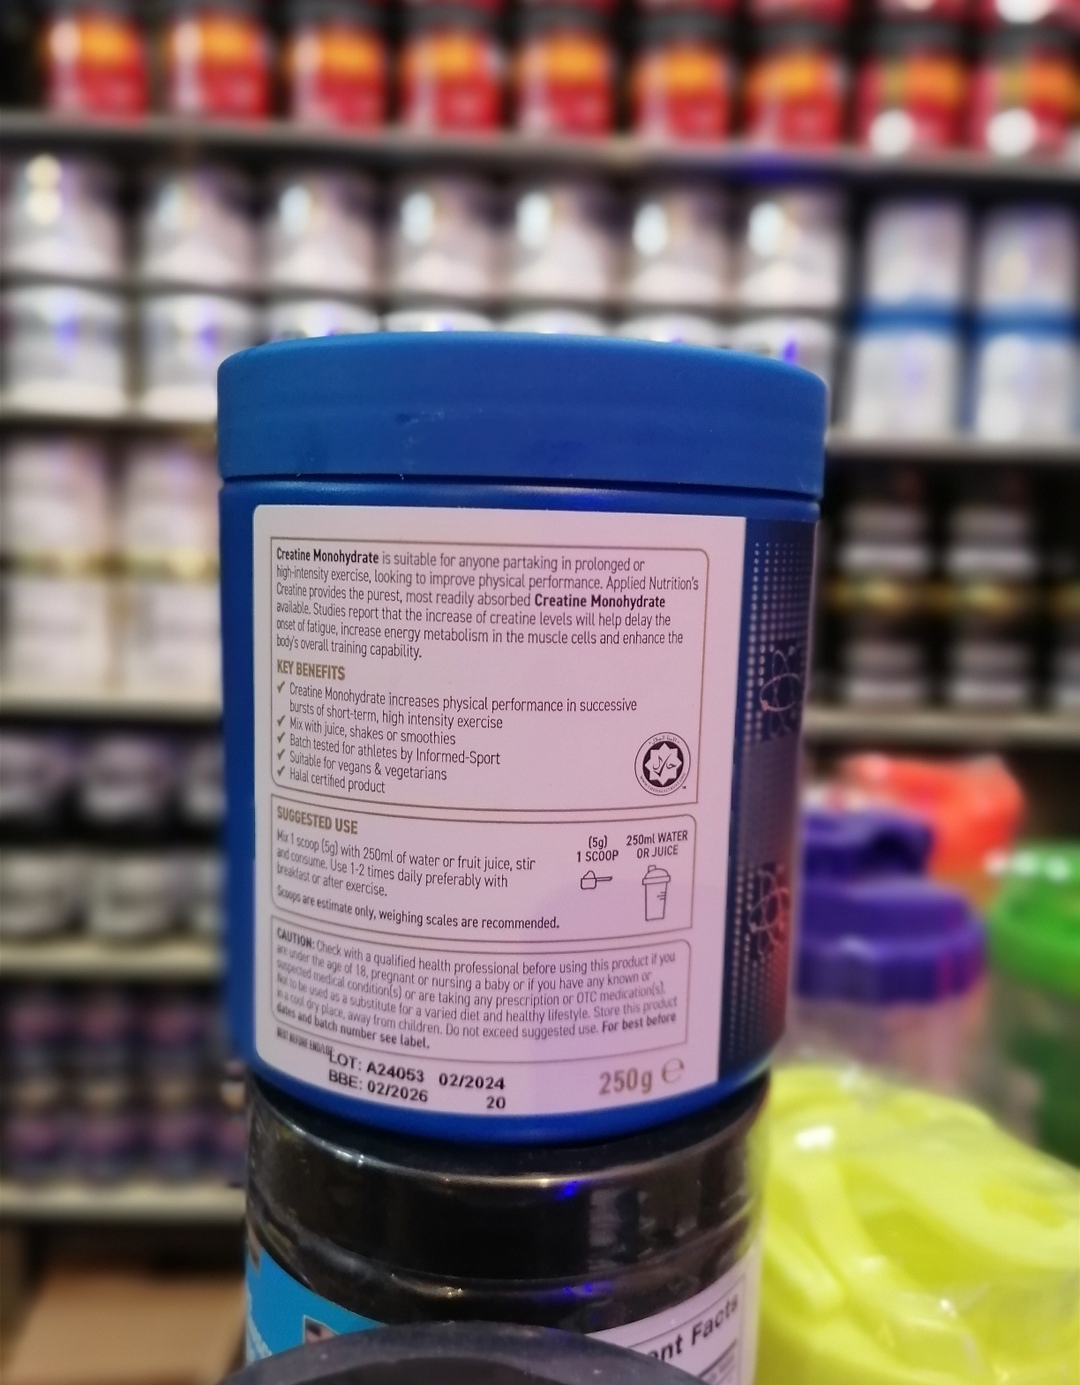 Creatine Monohydrate is suitable for anyone partaking in prolonged or
high-intensity exercise, looking to improve physical performance. Applied Nutrition's
Creatine provides the purest, most readily absorbed Creatine Monohydrate
available. Studies report that the increase of creatine levels will help delay the
onset of fatigue, increase energy metabolism in the muscle cells and enhance the
body's overall training capability.
KEY BENEFITS
✓ Creatine Monohydrate increases physical performance in successive
bursts of short-term, high intensity exercise
✓ Mix with juice, shakes or smoothies
✓ Batch tested for athletes by Informed-Sport
✓ Suitable for vegans & vegetarians
✓ Halal certified product
حلال
SUGGESTED USE
Mix 1 scoop (5g) with 250ml of water or fruit juice, stir
and consume. Use 1-2 times daily preferably with
breakfast or after exercise.
Scoops are estimate only, weighing scales are recommended.
(5g)
1 SCOOP
250ml WATER
OR JUICE
CAUTION: Check with a qualified health professional before using this product if you
are under the age of 18, pregnant or nursing a baby or if you have any known or
suspected medical condition(s) or are taking any prescription or OTC medication(s).
Not to be used as a substitute for a varied diet and healthy lifestyle. Store this product
in a cool dry place, away from children. Do not exceed suggested use. For best before
dates and batch number see label.
BEST BEFORE END/
LOT: A24053 02/2024
BBE: 02/2026 20
250g ℮
Facts